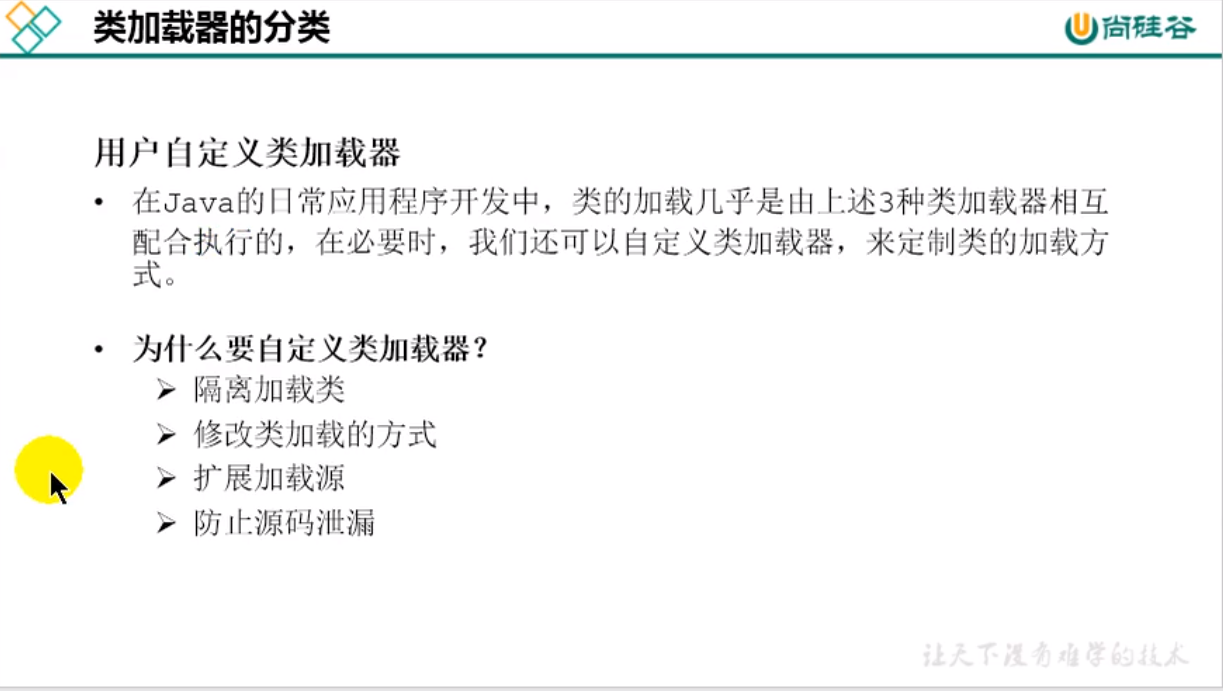 类加载器的分类
尚硅谷
用户自定义类加载器
• 在Java的日常应用程序开发中，类的加载几乎是由上述3种类加载器相互
配合执行的，在必要时，我们还可以自定义类加载器，来定制类的加载方
式。
• 为什么要自定义类加载器？
➢ 隔离加载类
➢ 修改类加载的方式
➢ 扩展加载源
➢ 防止源码泄漏
让天下没有难学的技术